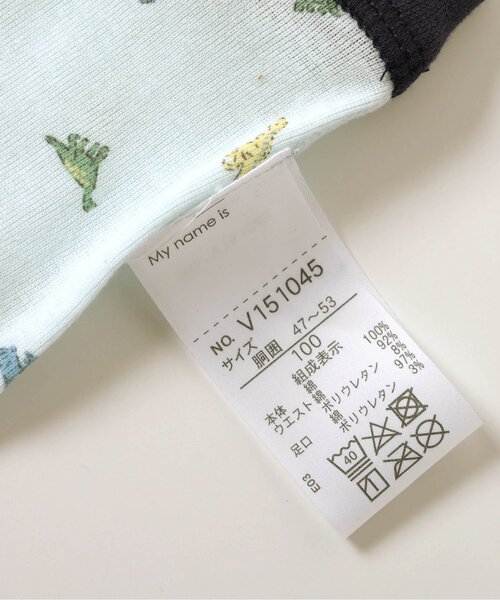 My name is
NO. V151045
サイズ 100
胴囲 47〜53
組成表示
本体 綿 100%
ウエスト 綿 92%
ポリウレタン 8%
足口 綿 97%
ポリウレタン 3%
40
E03